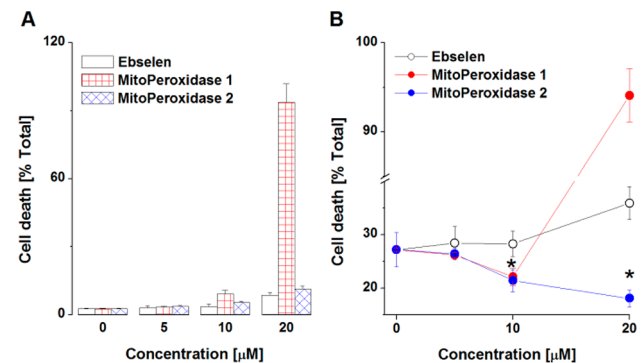 A
Cell death [% Total]
120
60
0
Ebselen
MitoPeroxidase 1
MitoPeroxidase 2
0 5 10 20
Concentration [μM]
B
Cell death [% Total]
100
90
30
20
Ebselen
MitoPeroxidase 1
MitoPeroxidase 2
*
*
0 10 20
Concentration [μM]